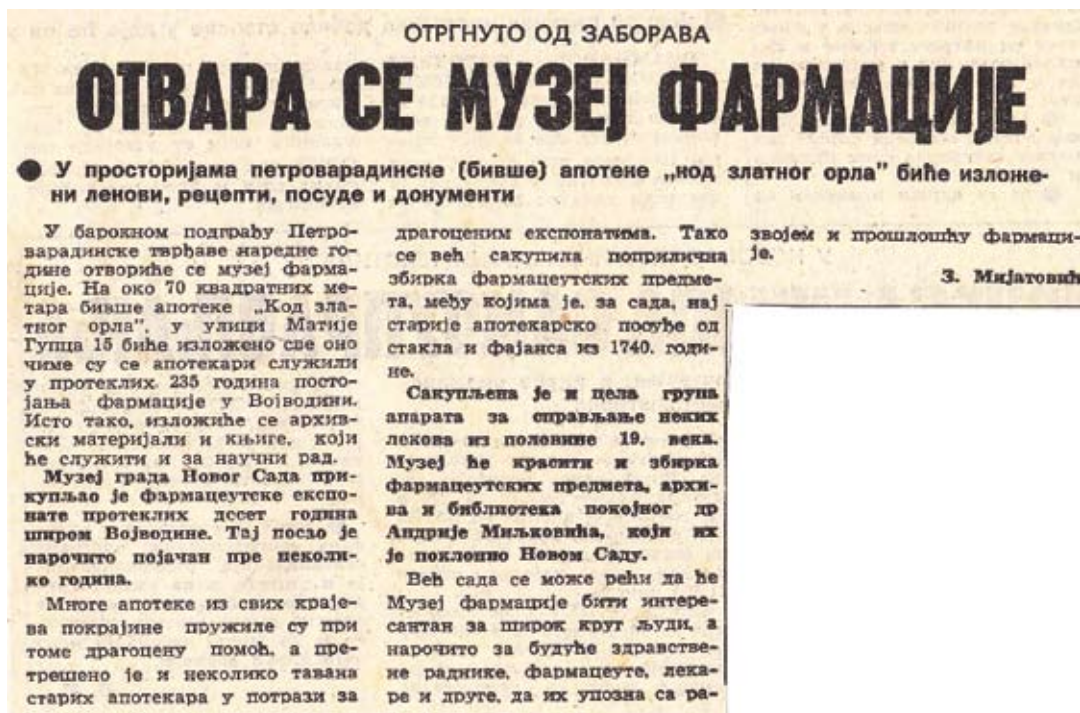 ОТРГНУТО ОД ЗАБОРАВА
ОТВАРА СЕ МУЗЕЈ ФАРМАЦИЈЕ
● У просторијама петроварадинске (бивше) апотеке „код златног орла” биће изложе-
ни лекови, рецепти, посуде и документи
У барокном подграђу Петро-
варадинске тврђаве наредне го-
дине отвориће се музеј фарма-
ције. На око 70 квадратних ме-
тара бивше апотеке „Код зла-
тног орла”, у улици Матије
Гупца 15 биће изложено све оно
чиме су се апотекари служили
у протеклих 235 година посто-
јања фармације у Војводини.
Исто тако, изложиће се архив-
ски материјали и књиге, који
ће служити и за научни рад.
Музеј града Новог Сада при-
купљао је фармацеутске експо-
нате протеклих десет година
широм Војводине. Тај посао је
нарочито појачан пре неколи-
ко година.
Многе апотеке из свих краје-
ва покрајине пружиле су при
томе драгоцену помоћ, а пре-
трешено је и неколико тавана
старих апотекара у потрази за
драгоценим експонатима. Тако
се већ сакупила поприлична
збирка фармацеутских предме-
та, међу којима је, за сада, нај
старије апотекарско посуђе од
стакла и фајанса из 1740. годи-
не.
Сакупљена је и цела група
апарата за справљање неких
лекова из половине 19. века.
Музеј ће красити и збирка
фармацеутских предмета, архи-
ва и библиотека покојног др
Андрије Миљковића, који их
је поклонио Новом Саду.
Већ сада се може рећи да ће
Музеј фармације бити интере-
сантан за широк круг људи, а
нарочито за будуће здравстве-
не раднике, фармацеуте, лека-
ре и друге, да их упозна са ра-
звојем и прошлошћу фармаци-
је.
З. Мијатовић